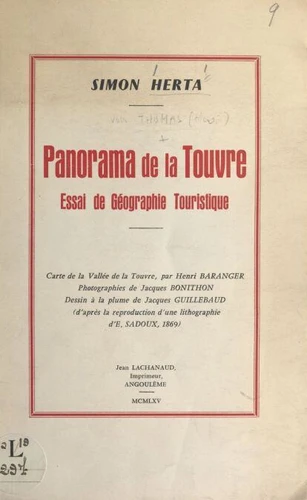 9
SIMON HERTA
THOMAS
Panorama de la Touvre
Essai de Géographie Touristique
Carte de la Vallée de la Touvre, par Henri BARANGER
Photographies de Jacques BONITHON
Dessin à la plume de Jacques GUILLEBAUD
(d'après la reproduction d'une lithographie
d'E, SADOUX, 1869)
Jean LACHANAUD,
Imprimeur,
ANGOULÊME
MCMLXV